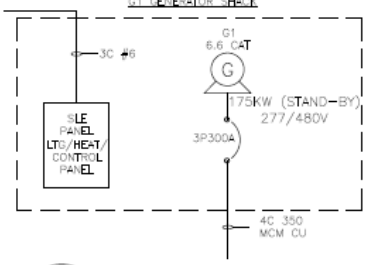 G1 GENERATOR SHACK
3C #6
G1
6.6 CAT
G
175KW (STAND-BY)
277/480V
SLE
PANEL
LTG/HEAT/
CONTROL
PANEL
3P300A
4C 350
MCM CU